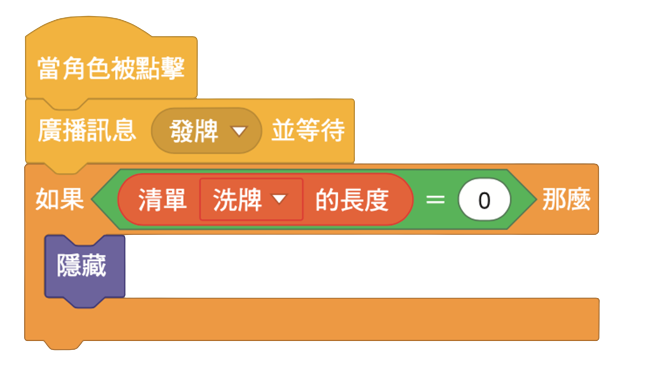 當角色被點擊
廣播訊息 發牌 並等待
如果 清單 洗牌 的長度 = 0 那麼
隱藏